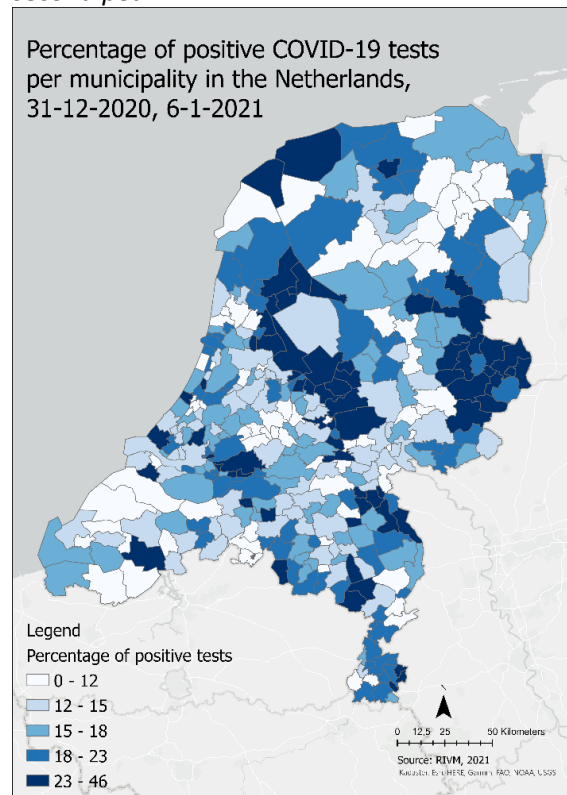 Percentage of positive COVID-19 tests
per municipality in the Netherlands,
31-12-2020, 6-1-2021
Legend
Percentage of positive tests
0 - 12
12 - 15
15 - 18
18 - 23
23 - 46
0 12.5 25 50 Kilometers
Source: RIVM, 2021
Kadaster, Esri, HERE, Garmin, FAO, NOAA, USGS